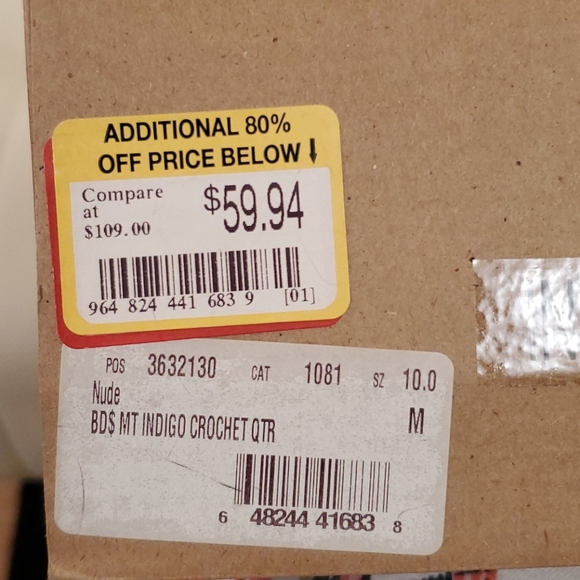 ADDITIONAL 80%
OFF PRICE BELOW ↓
Compare
at
$109.00
$59.94
964 824 441 683 9 [01]
POS 3632130 CAT 1081 SZ 10.0
Nude M
BD$ MT INDIGO CROCHET QTR
6 48244 41683 8